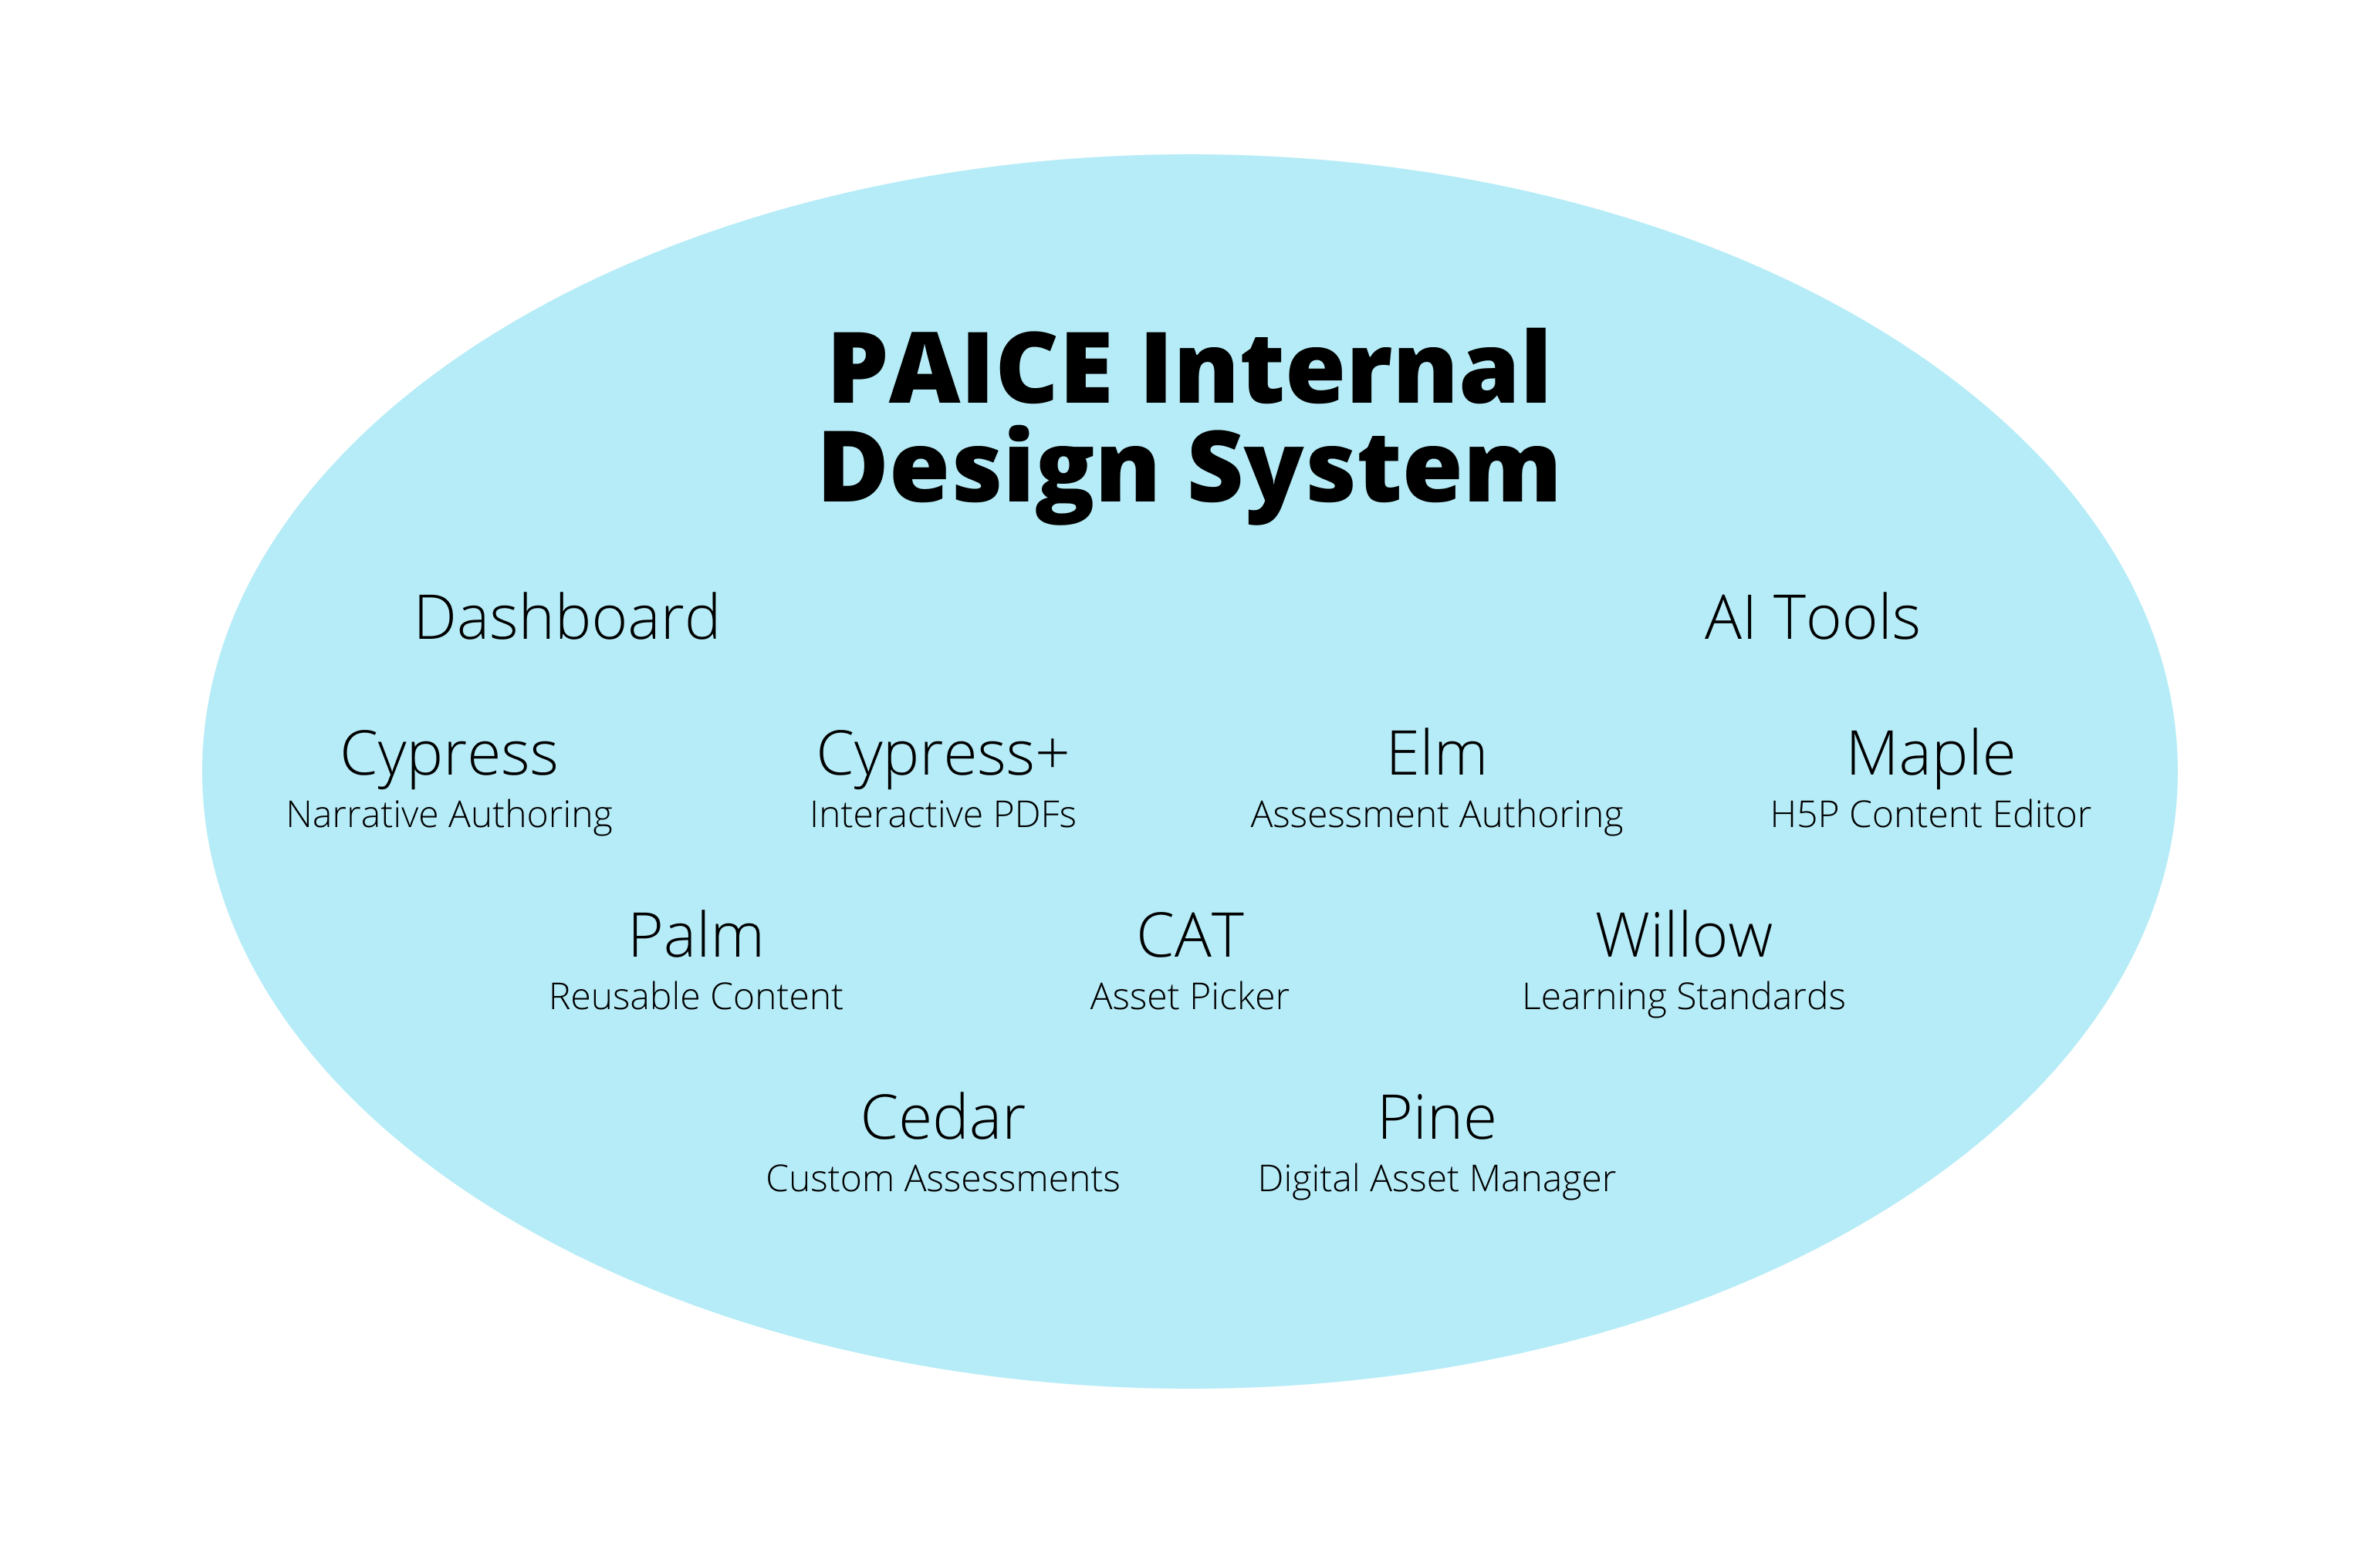 PAICE Internal
Design System
Dashboard
AI Tools
Cypress
Narrative Authoring
Cypress+
Interactive PDFs
Elm
Assessment Authoring
Maple
H5P Content Editor
Palm
Reusable Content
CAT
Asset Picker
Willow
Learning Standards
Cedar
Custom Assessments
Pine
Digital Asset Manager